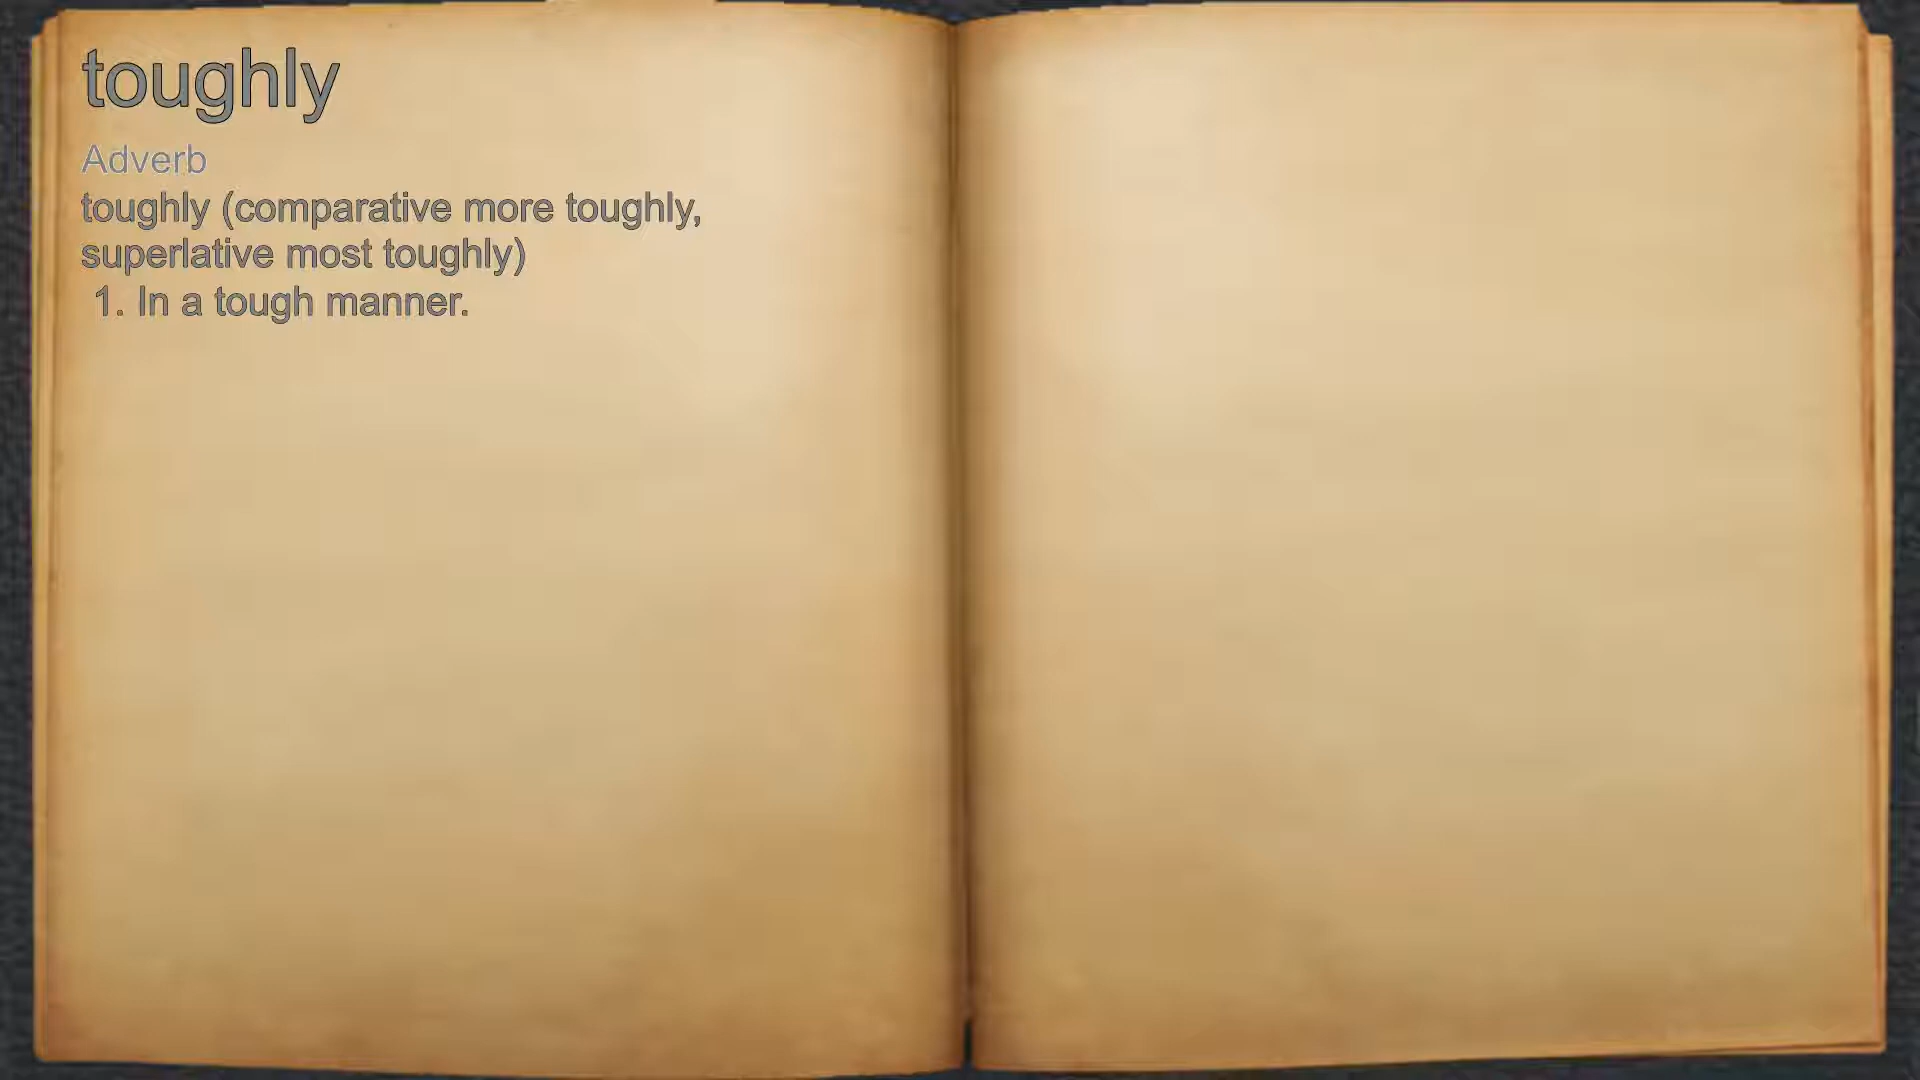 toughly
Adverb
toughly (comparative more toughly,
superlative most toughly)
1. In a tough manner.